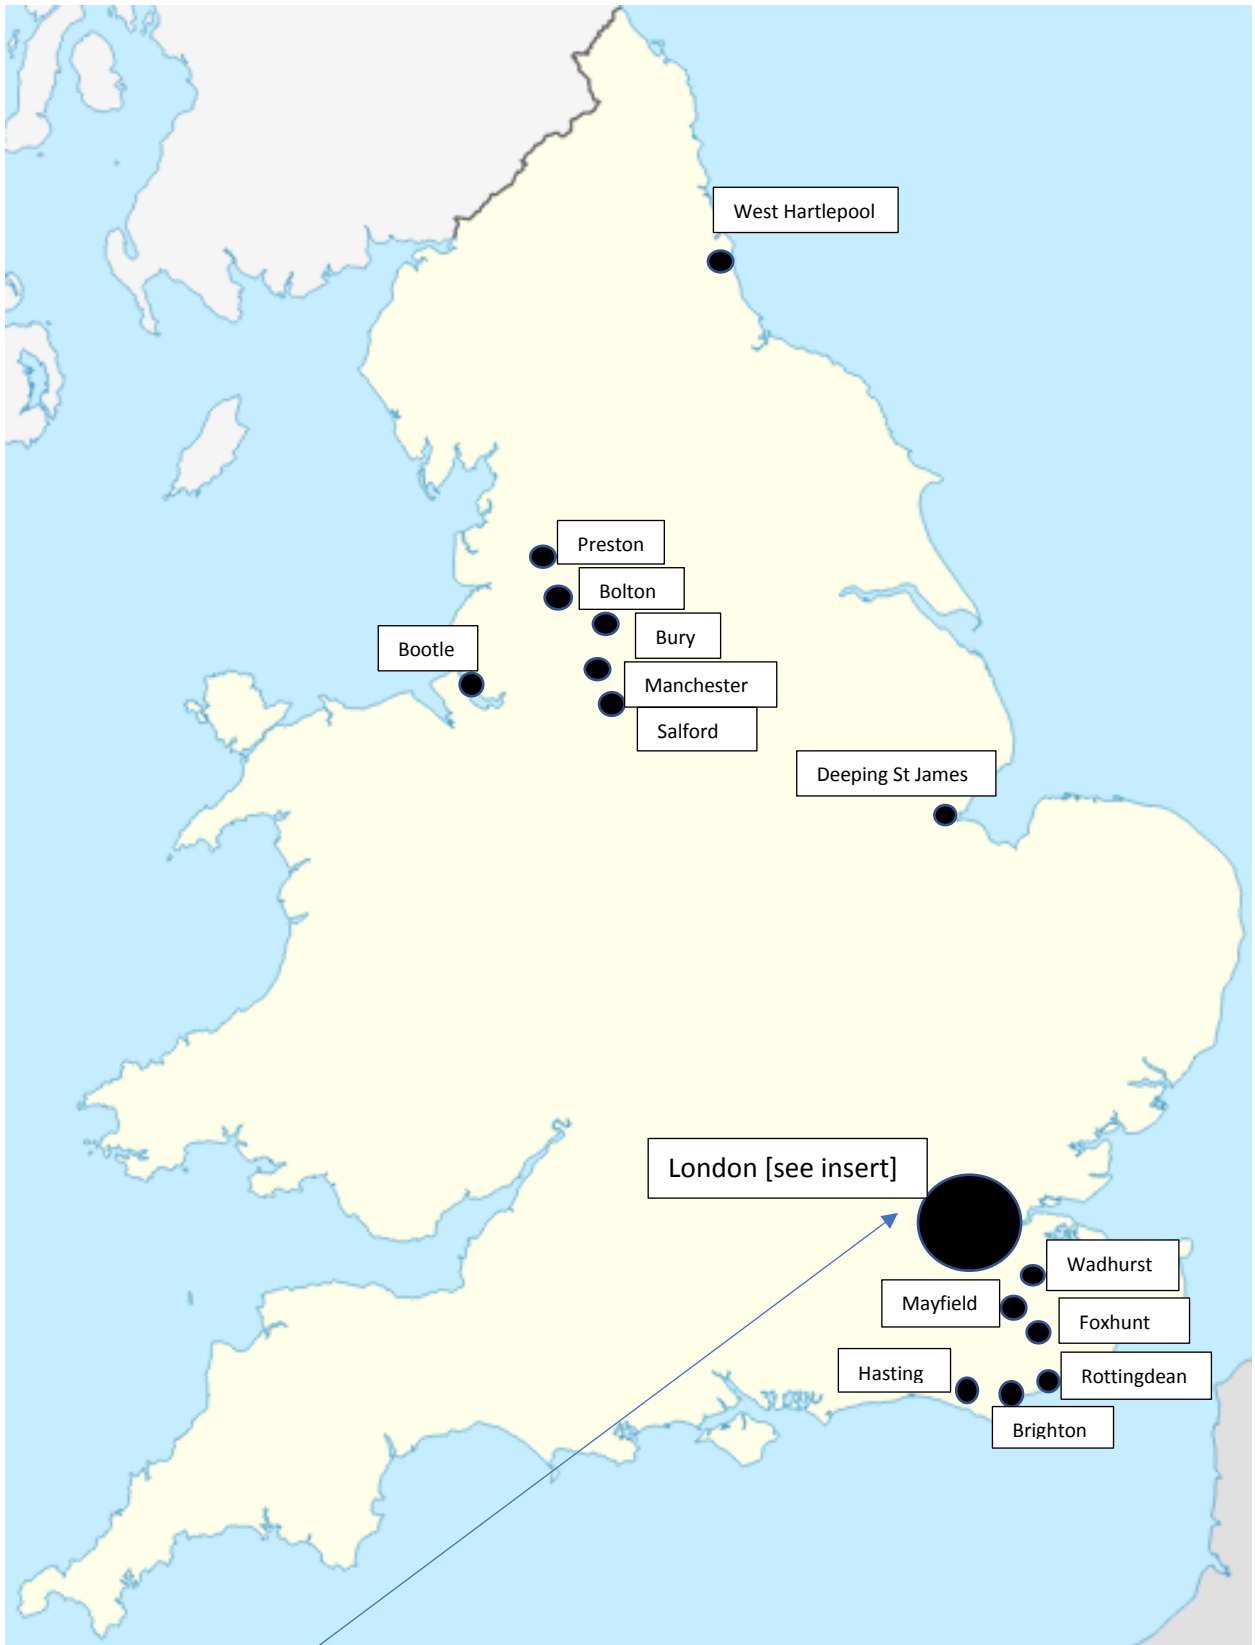 West Hartlepool
Preston
Bolton
Bury
Bootle
Manchester
Salford
Deeping St James
London [see insert]
Wadhurst
Mayfield
Foxhunt
Hasting
Rottingdean
Brighton